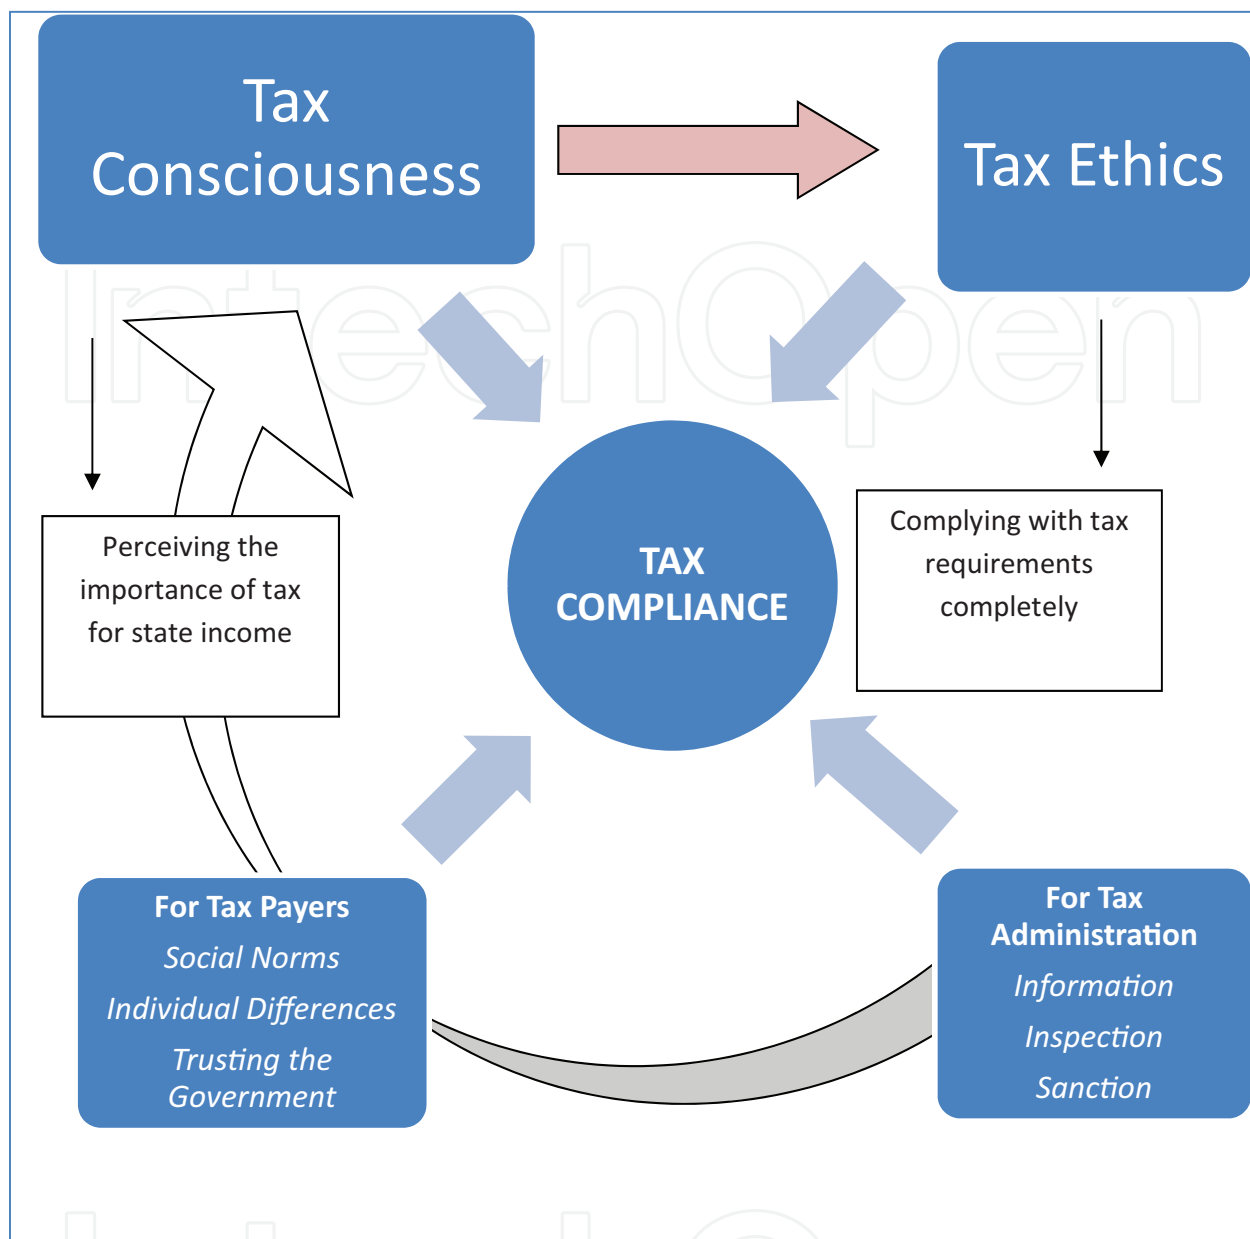 Tax
Consciousness
Tax Ethics
IntechOpen
Perceiving the
importance of tax
for state income
Complying with tax
requirements
completely
TAX
COMPLIANCE
For Tax Payers
Social Norms
Individual Differences
Trusting the
Government
For Tax
Administration
Information
Inspection
Sanction